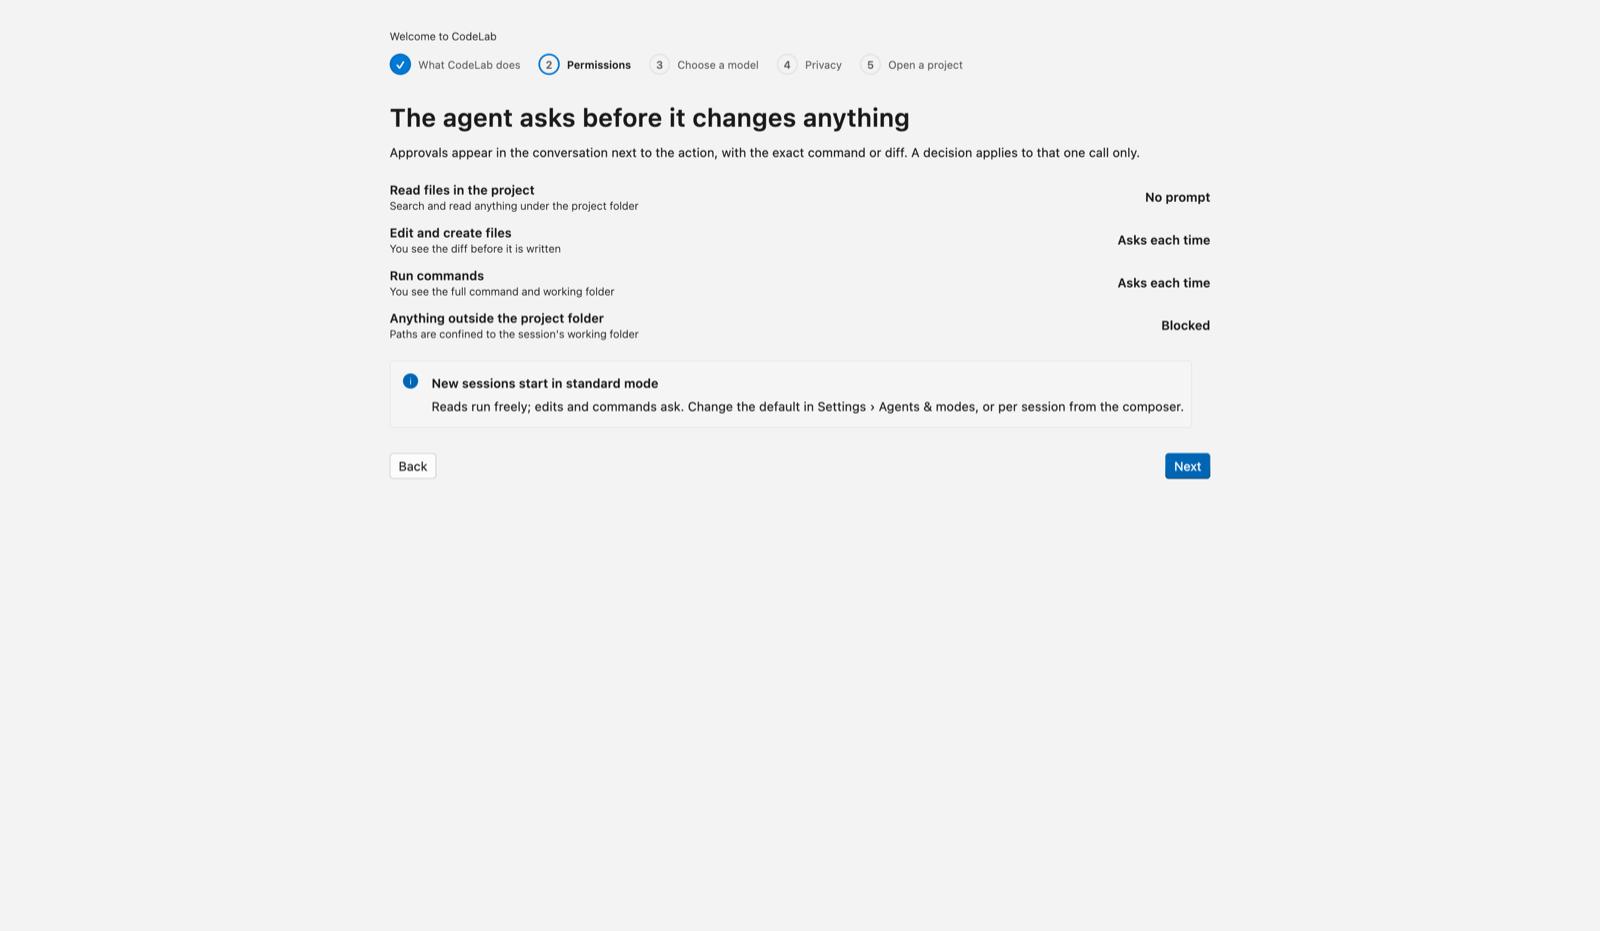 Welcome to CodeLab
What CodeLab does 2 Permissions 3 Choose a model 4 Privacy 5 Open a project
The agent asks before it changes anything
Approvals appear in the conversation next to the action, with the exact command or diff. A decision applies to that one call only.
Read files in the project
Search and read anything under the project folder
No prompt
Edit and create files
You see the diff before it is written
Asks each time
Run commands
You see the full command and working folder
Asks each time
Anything outside the project folder
Paths are confined to the session's working folder
Blocked
New sessions start in standard mode
Reads run freely; edits and commands ask. Change the default in Settings › Agents & modes, or per session from the composer.
Back Next